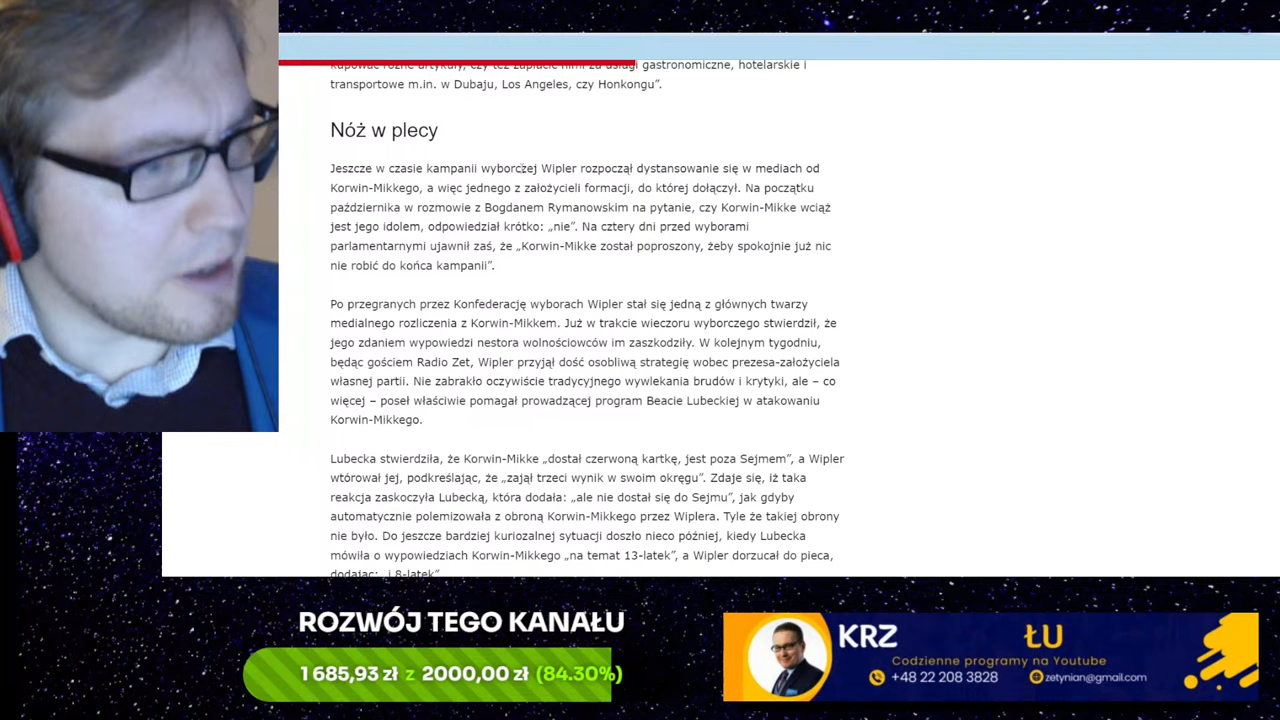 kupować różne artykuły, czy też zapłacić nimi za usługi gastronomiczne, hotelarskie i
transportowe m.in. w Dubaju, Los Angeles, czy Honkongu”.
Nóż w plecy
Jeszcze w czasie kampanii wyborczej Wipler rozpoczął dystansowanie się w mediach od
Korwin-Mikkego, a więc jednego z założycieli formacji, do której dołączył. Na początku
października w rozmowie z Bogdanem Rymanowskim na pytanie, czy Korwin-Mikke wciąż
jest jego idolem, odpowiedział krótko: „nie”. Na cztery dni przed wyborami
parlamentarnymi ujawnił zaś, że „Korwin-Mikke został poproszony, żeby spokojnie już nic
nie robić do końca kampanii”.
Po przegranych przez Konfederację wyborach Wipler stał się jedną z głównych twarzy
medialnego rozliczenia z Korwin-Mikkem. Już w trakcie wieczoru wyborczego stwierdził, że
jego zdaniem wypowiedzi nestora wolnościowców im zaszkodziły. W kolejnym tygodniu,
będąc gościem Radio Zet, Wipler przyjął dość osobliwą strategię wobec prezesa-założyciela
własnej partii. Nie zabrakło oczywiście tradycyjnego wywlekania brudów i krytyki, ale – co
więcej – poseł właściwie pomagał prowadzącej program Beacie Lubeckiej w atakowaniu
Korwin-Mikkego.
Lubecka stwierdziła, że Korwin-Mikke „dostał czerwoną kartkę, jest poza Sejmem”, a Wipler
wtórował jej, podkreślając, że „zajął trzeci wynik w swoim okręgu”. Zdaje się, iż taka
reakcja zaskoczyła Lubecką, która dodała: „ale nie dostał się do Sejmu”, jak gdyby
automatycznie polemizowała z obroną Korwin-Mikkego przez Wiplera. Tyle że takiej obrony
nie było. Do jeszcze bardziej kuriozalnej sytuacji doszło nieco później, kiedy Lubecka
mówiła o wypowiedziach Korwin-Mikkego „na temat 13-latek”, a Wipler dorzucał do pieca,
dodając: „i 8-latek”
ROZWÓJ TEGO KANAŁU
1 685,93 zł z 2000,00 zł (84.30%)
KRZ ŁU
Codzienne programy na Youtube
+48 22 208 3828 zetynian@gmail.com